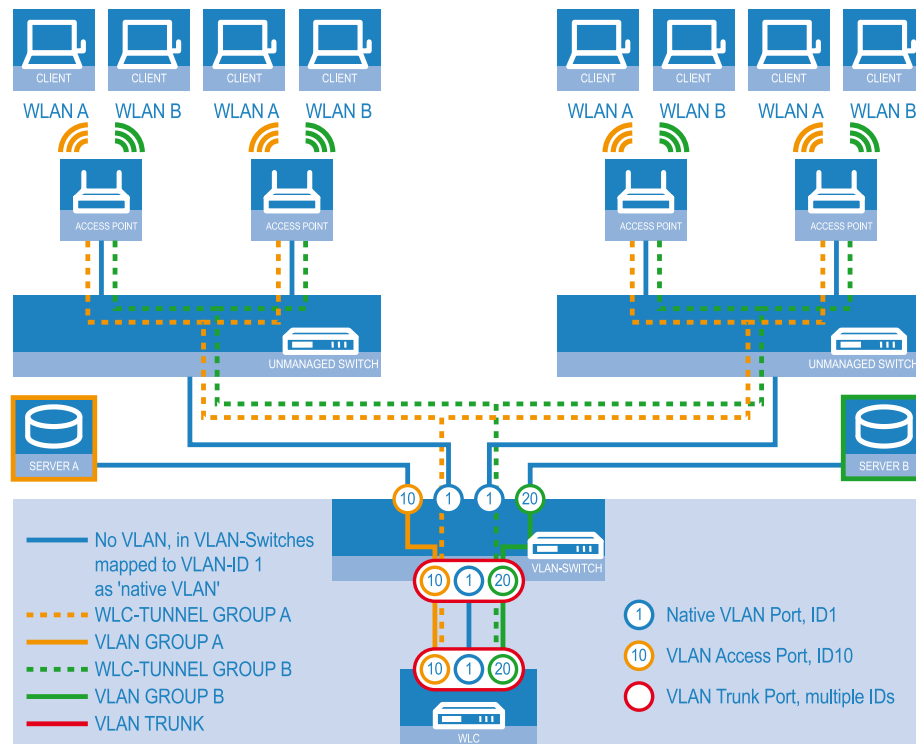 CLIENT CLIENT CLIENT CLIENT CLIENT CLIENT CLIENT CLIENT
WLAN A WLAN B WLAN A WLAN B WLAN A WLAN B WLAN A WLAN B
ACCESS POINT ACCESS POINT ACCESS POINT ACCESS POINT
UNMANAGED SWITCH UNMANAGED SWITCH
SERVER A SERVER B
10 1 1 20
VLAN-SWITCH
10 1 20
10 1 20
WLC
No VLAN, in VLAN-Switches
mapped to VLAN-ID 1
as 'native VLAN'
WLC-TUNNEL GROUP A
VLAN GROUP A
WLC-TUNNEL GROUP B
VLAN GROUP B
VLAN TRUNK
1 Native VLAN Port, ID1
10 VLAN Access Port, ID10
VLAN Trunk Port, multiple IDs